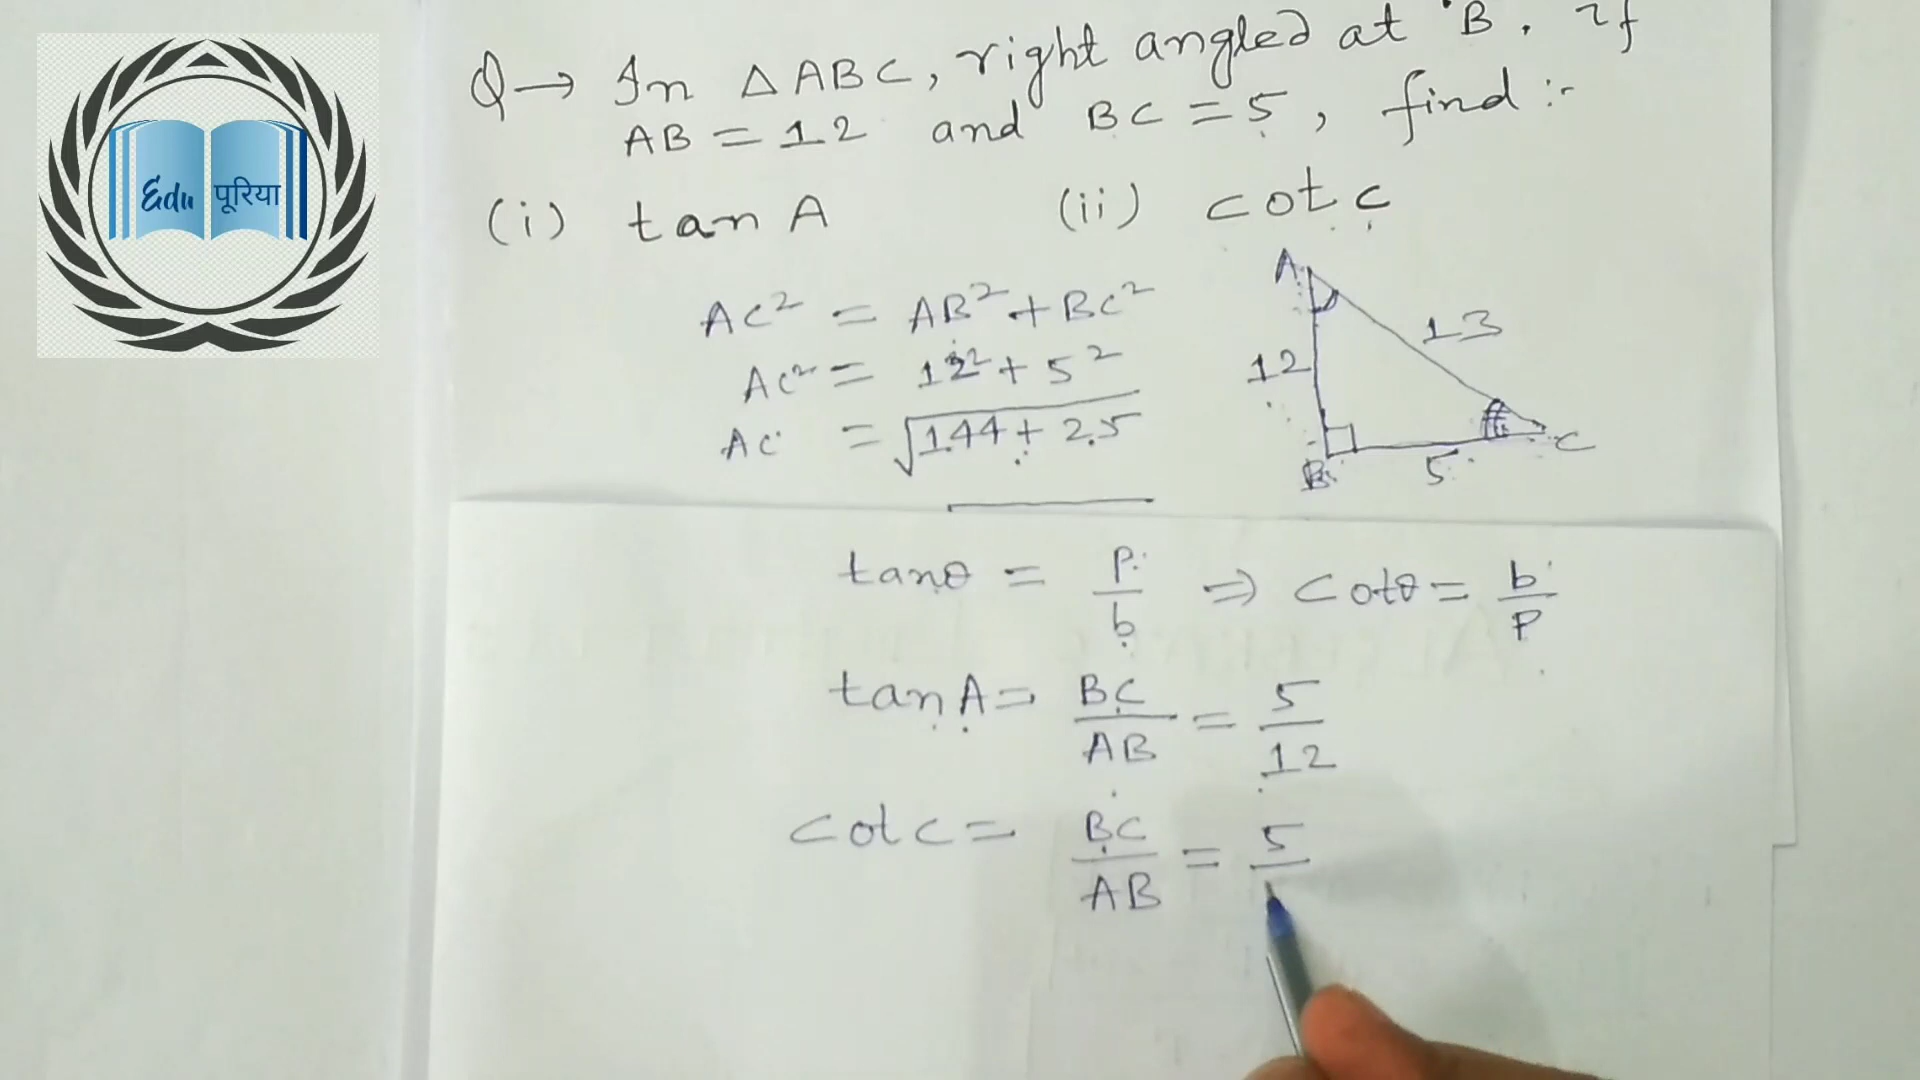 Edu पूरिया
Q→ In △ABC, right angled at B. If
AB = 12 and BC = 5, find :-
(i) tan A (ii) cot C
AC² = AB² + BC²
AC² = 12² + 5²
AC = √144 + 25
A
12
13
B
5
C
tanθ = p/b ⇒ cotθ = b/p
tan A = BC/AB = 5/12
cot C = BC/AB = 5/